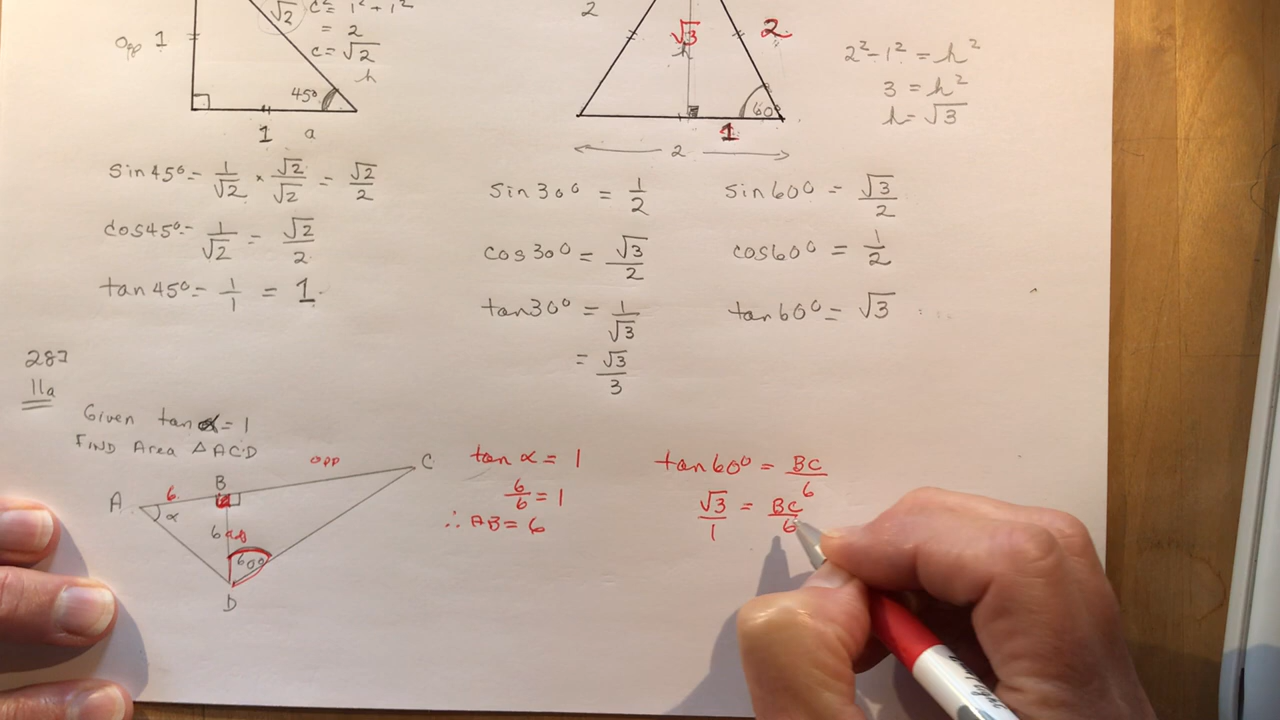 √2 c² = 1² + 1²
= 2
c = √2
h
opp 1
45°
1 a
2
√3
h
2
60°
1
2
2² - 1² = h²
3 = h²
h = √3
sin 45° = 1/√2 × √2/√2 = √2/2
cos 45° = 1/√2 = √2/2
tan 45° = 1/1 = 1
sin 30° = 1/2
cos 30° = √3/2
tan 30° = 1/√3
= √3/3
sin 60° = √3/2
cos 60° = 1/2
tan 60° = √3
287
11a
Given tan α = 1
FIND Area △ACD
opp
C
6
B
A
α
6
60°
D
tan α = 1
6/6 = 1
∴ AB = 6
tan 60° = BC/6
√3/1 = BC/6